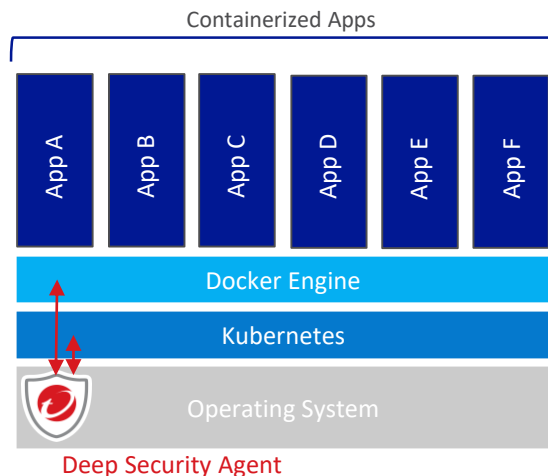 Containerized Apps
App A
App B
App C
App D
App E
App F
Docker Engine
Kubernetes
Operating System
Deep Security Agent